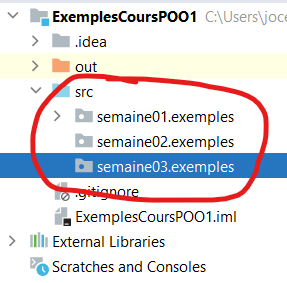 ExemplesCoursPOO1 C:\Users\joce
.idea
out
src
semaine01.exemples
semaine02.exemples
semaine03.exemples
.gitignore
ExemplesCoursPOO1.iml
External Libraries
Scratches and Consoles